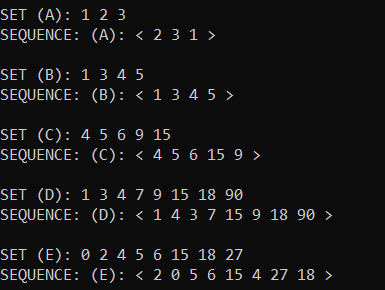 SET (A): 1 2 3
SEQUENCE: (A): < 2 3 1 >
SET (B): 1 3 4 5
SEQUENCE: (B): < 1 3 4 5 >
SET (C): 4 5 6 9 15
SEQUENCE: (C): < 4 5 6 15 9 >
SET (D): 1 3 4 7 9 15 18 90
SEQUENCE: (D): < 1 4 3 7 15 9 18 90 >
SET (E): 0 2 4 5 6 15 18 27
SEQUENCE: (E): < 2 0 5 6 15 4 27 18 >